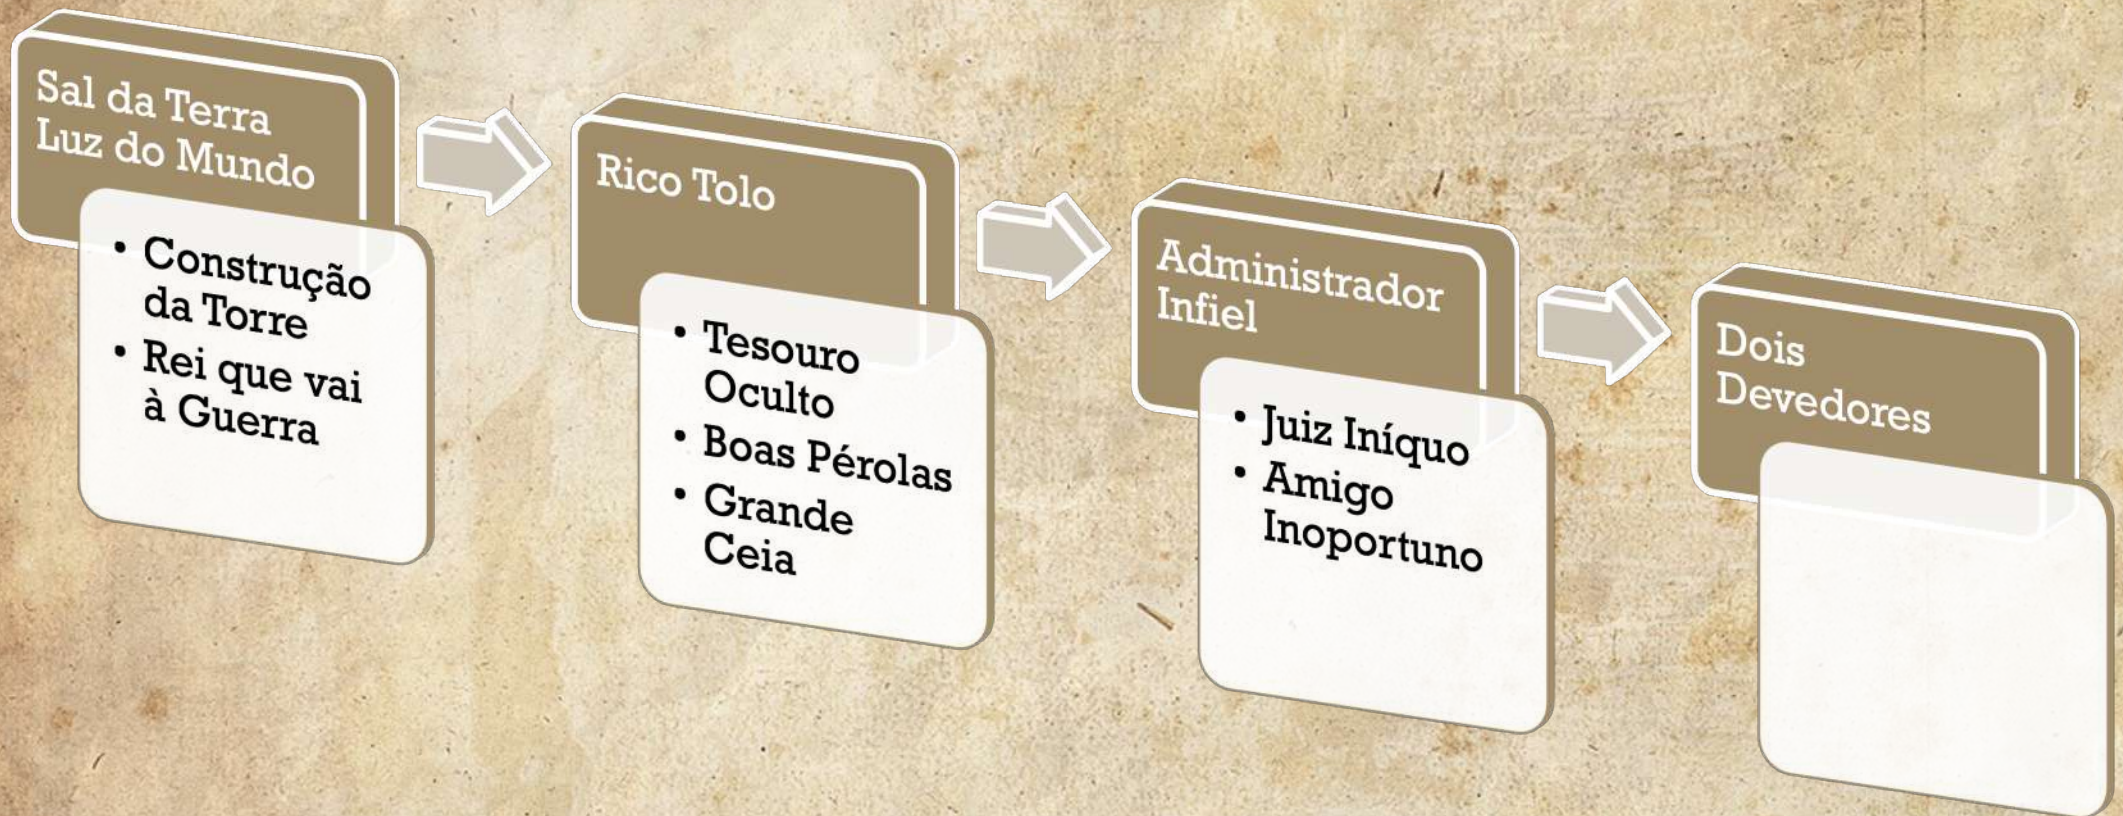 Sal da Terra
Luz do Mundo
• Construção
da Torre
• Rei que vai
à Guerra
Rico Tolo
• Tesouro
Oculto
• Boas Pérolas
• Grande
Ceia
Administrador
Infiel
• Juiz Iníquo
• Amigo
Inoportuno
Dois
Devedores